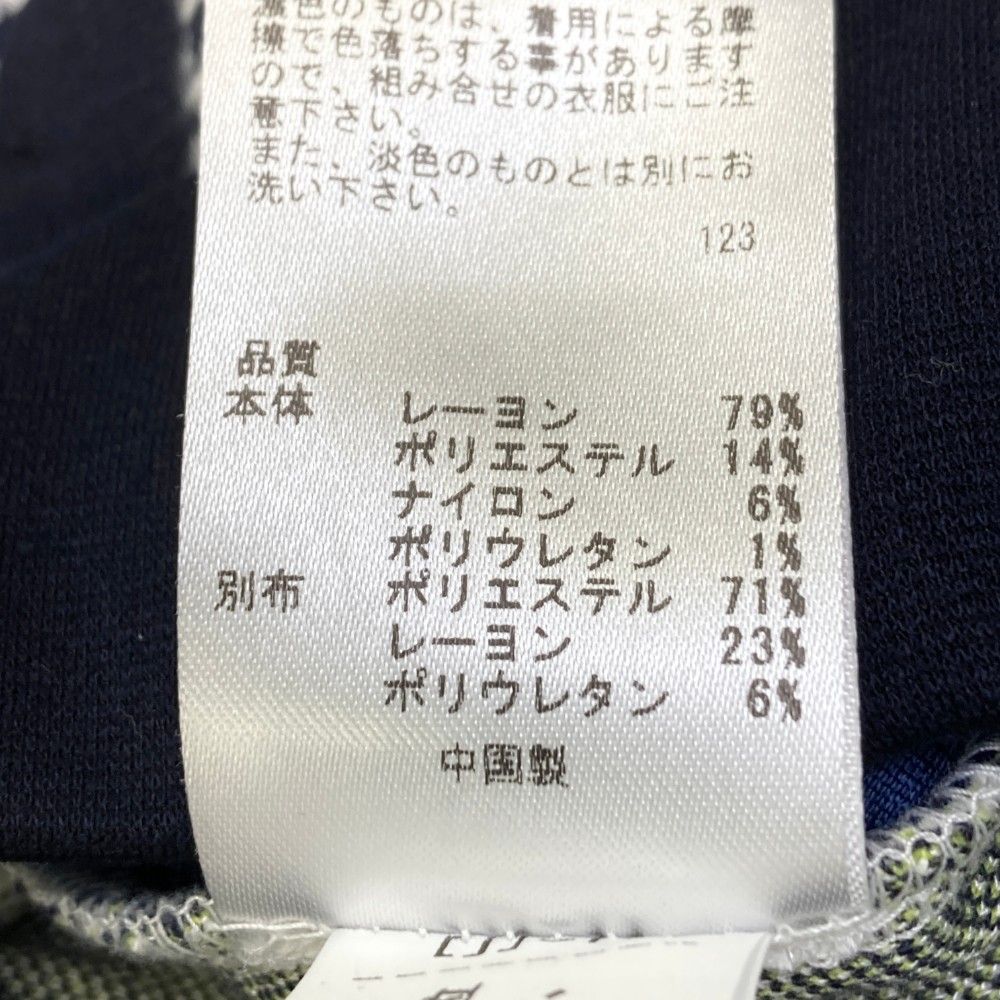 濃色のものは、着用による摩
擦で色落ちする事があります
ので、組み合せの衣服にご注
意下さい。
また、淡色のものとは別にお
洗い下さい。
123
品質
本体 レーヨン 79%
ポリエステル 14%
ナイロン 6%
ポリウレタン 1%
別布 ポリエステル 71%
レーヨン 23%
ポリウレタン 6%
中国製